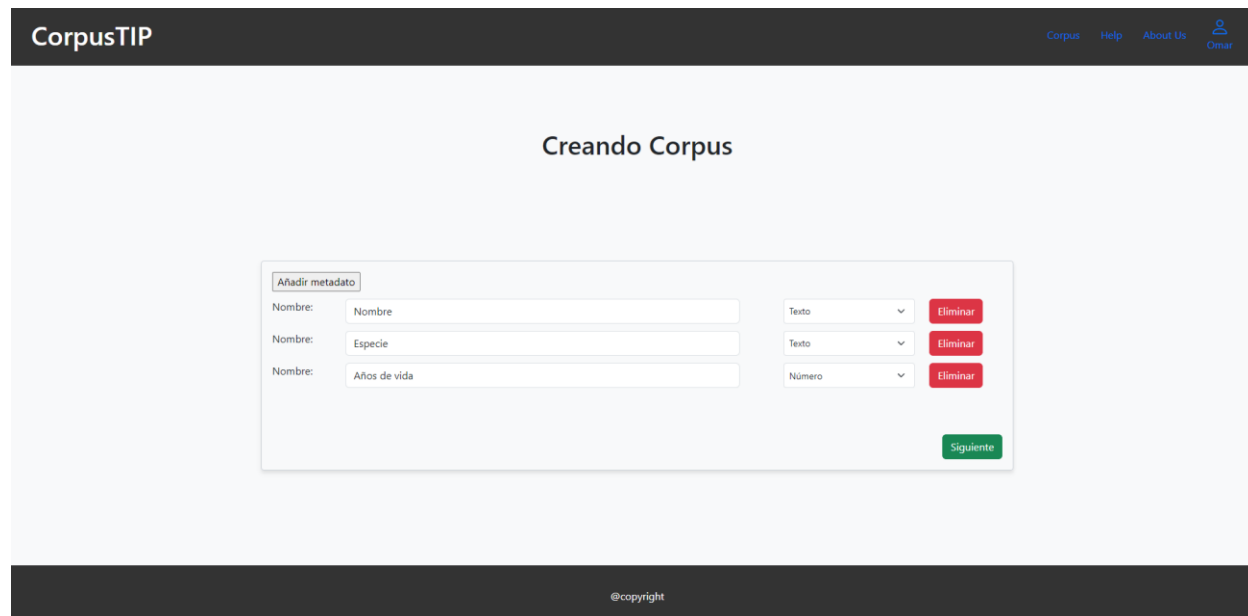 CorpusTIP
Corpus Help About Us Omar
Creando Corpus
Añadir metadato
Nombre: Nombre Texto Eliminar
Nombre: Especie Texto Eliminar
Nombre: Años de vida Número Eliminar
Siguiente
@copyright